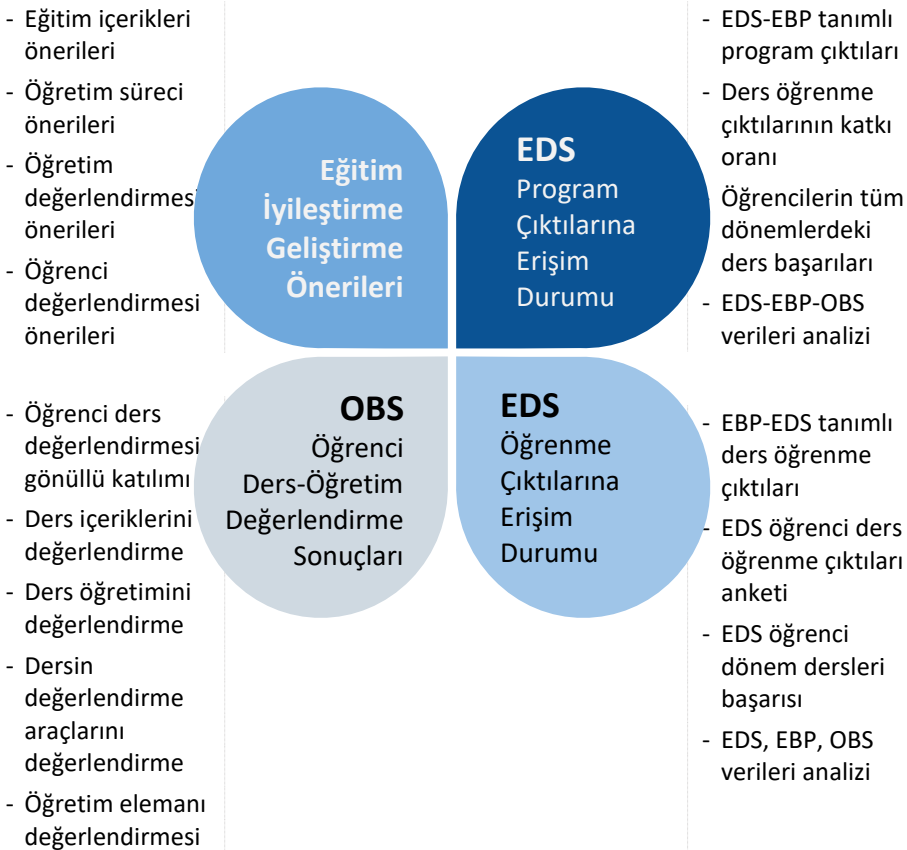 - Eğitim içerikleri
önerileri
- Öğretim süreci
önerileri
- Öğretim
değerlendirmesi
önerileri
- Öğrenci
değerlendirmesi
önerileri
Eğitim
İyileştirme
Geliştirme
Önerileri
EDS
Program
Çıktılarına
Erişim
Durumu
- EDS-EBP tanımlı
program çıktıları
- Ders öğrenme
çıktılarının katkı
oranı
Öğrencilerin tüm
dönemlerdeki
ders başarıları
- EDS-EBP-OBS
verileri analizi
- Öğrenci ders
değerlendirmesi
gönüllü katılımı
- Ders içeriklerini
değerlendirme
- Ders öğretimini
değerlendirme
- Dersin
değerlendirme
araçlarını
değerlendirme
- Öğretim elemanı
değerlendirmesi
OBS
Öğrenci
Ders-Öğretim
Değerlendirme
Sonuçları
EDS
Öğrenme
Çıktılarına
Erişim
Durumu
- EBP-EDS tanımlı
ders öğrenme
çıktıları
- EDS öğrenci ders
öğrenme çıktıları
anketi
- EDS öğrenci
dönem dersleri
başarısı
- EDS, EBP, OBS
verileri analizi